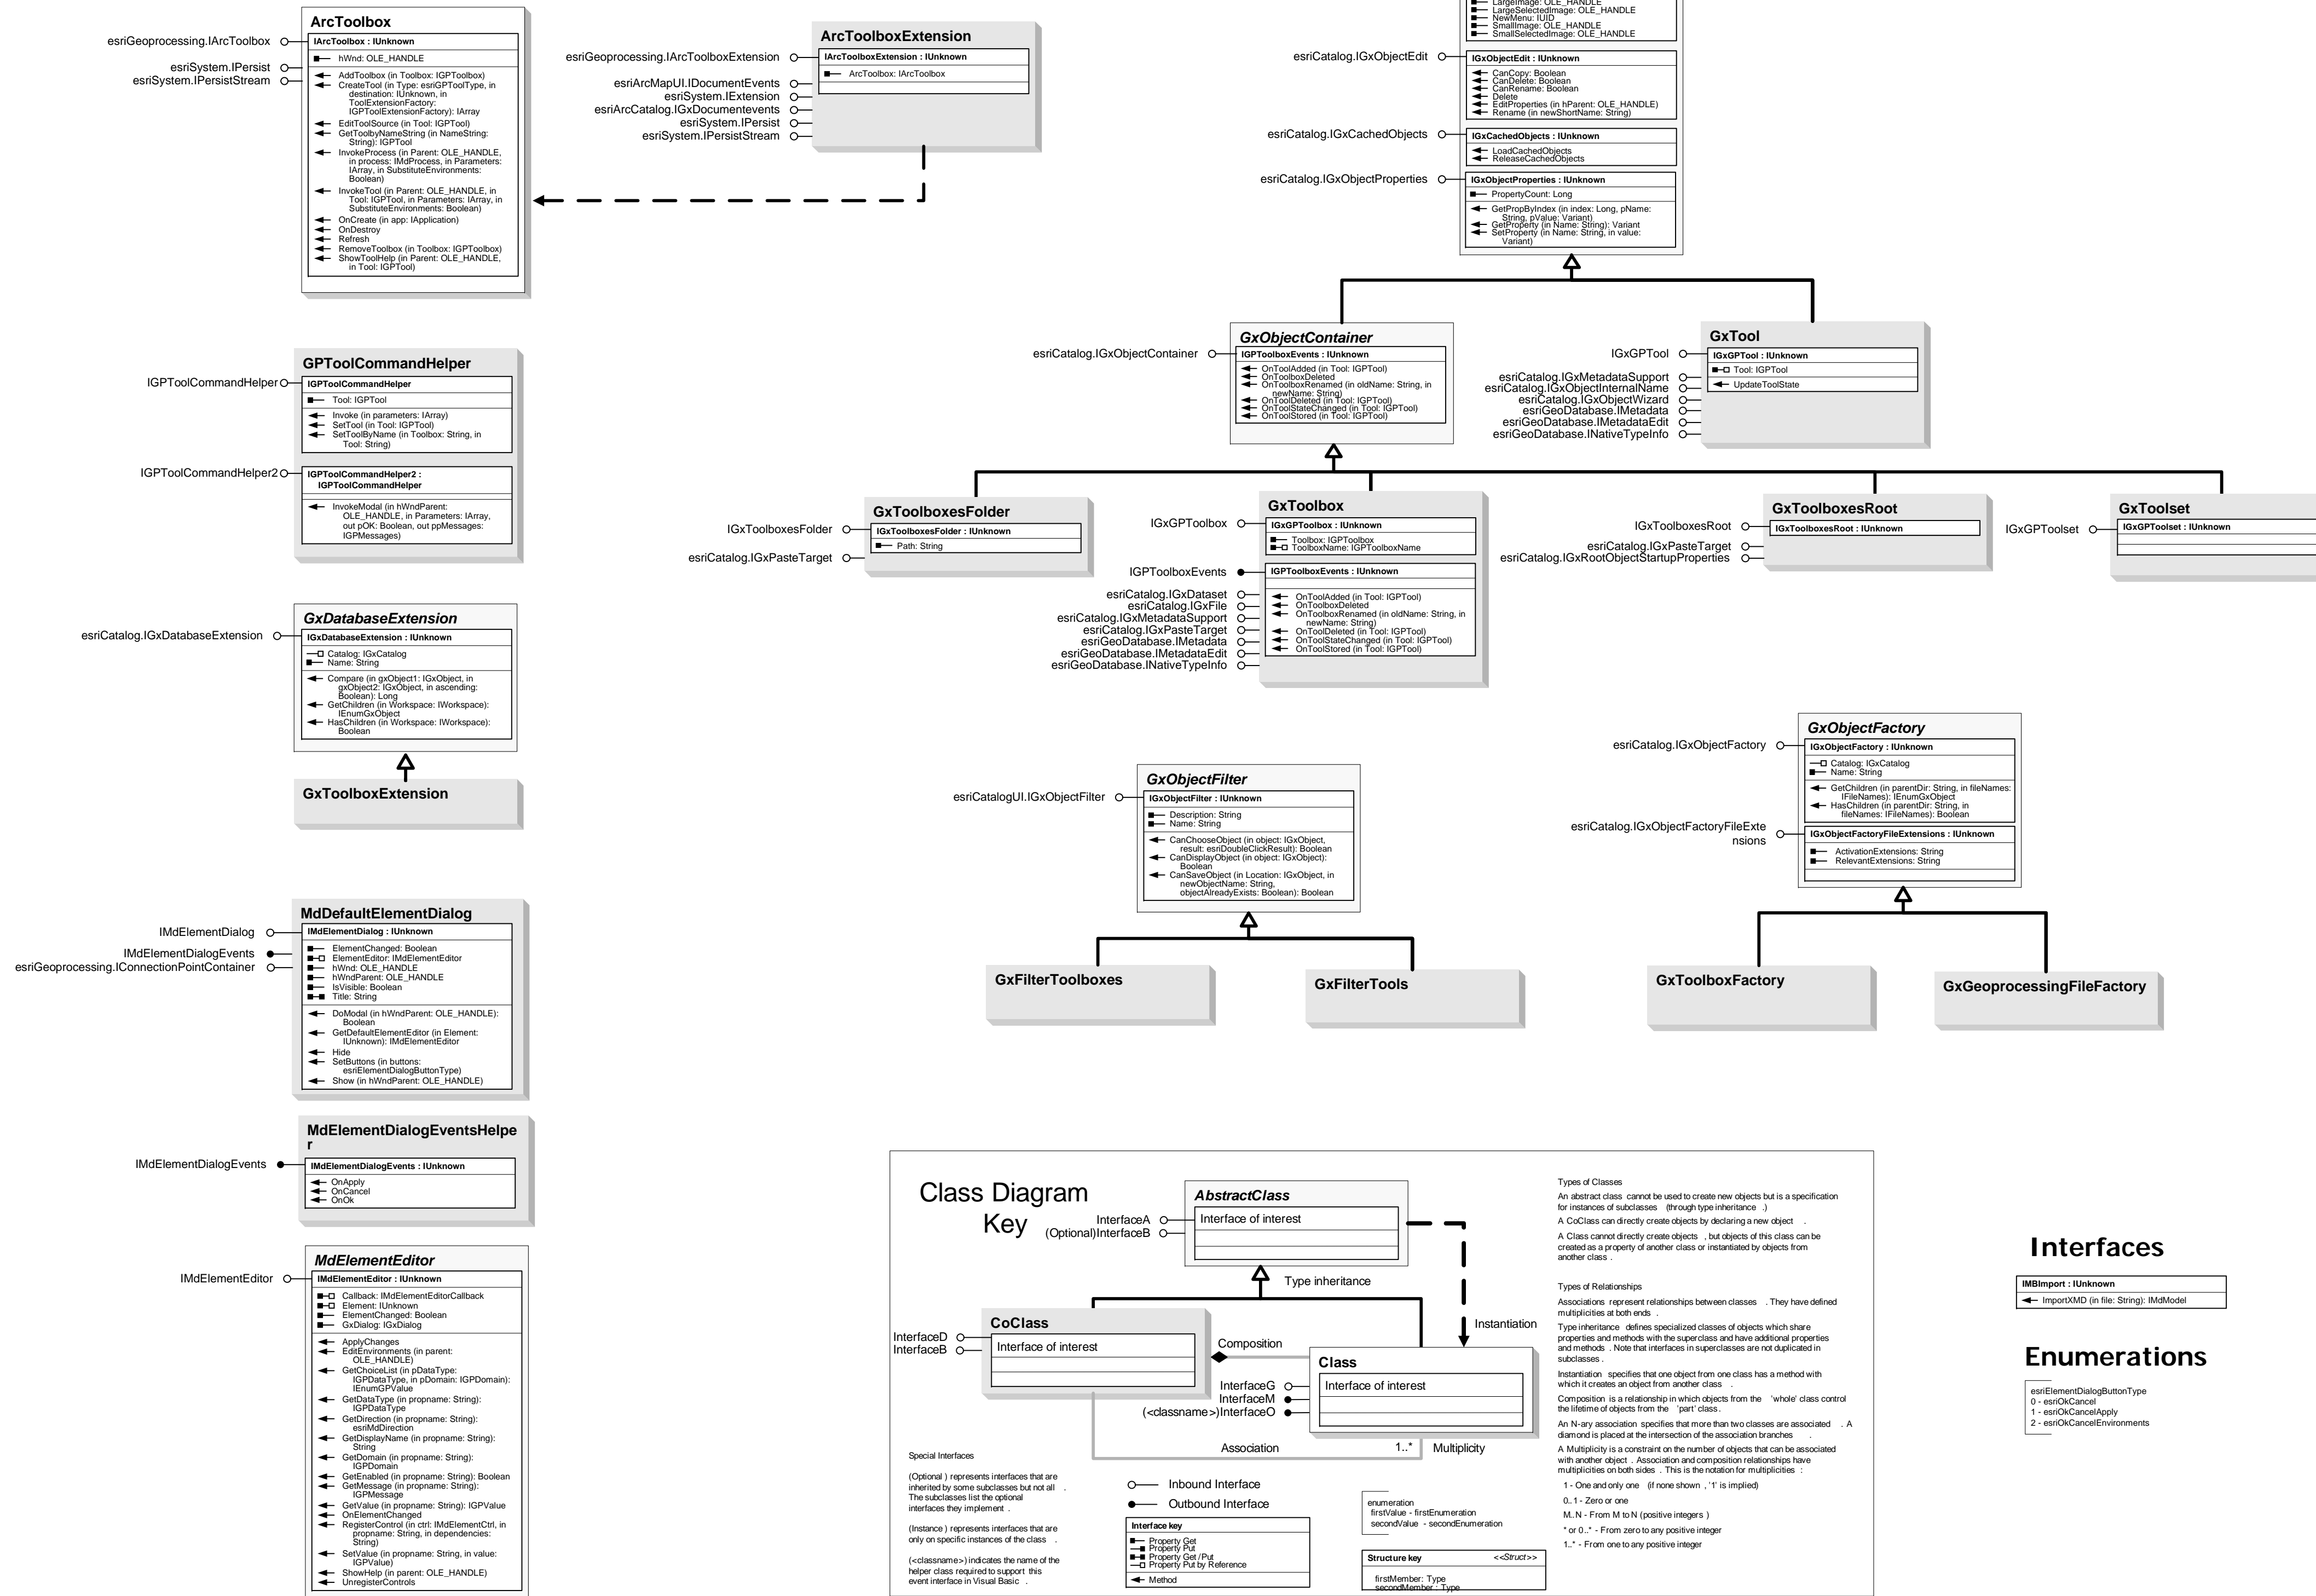 ArcToolbox
esriGeoprocessing.IArcToolbox
IArcToolbox : IUnknown
hWnd: OLE_HANDLE
esriSystem.IPersist
esriSystem.IPersistStream
AddToolbox (in Toolbox: IGPToolbox)
CreateTool (in Type: esriGPToolType, in
destination: IUnknown, in
ToolExtensionFactory:
IGPToolExtensionFactory): IArray
EditToolSource (in Tool: IGPTool)
GetToolbyNameString (in NameString:
String): IGPTool
InvokeProcess (in Parent: OLE_HANDLE,
in process: IMdProcess, in Parameters:
IArray, in SubstituteEnvironments:
Boolean)
InvokeTool (in Parent: OLE_HANDLE, in
Tool: IGPTool, in Parameters: IArray, in
SubstituteEnvironments: Boolean)
OnCreate (in app: IApplication)
OnDestroy
Refresh
RemoveToolbox (in Toolbox: IGPToolbox)
ShowToolHelp (in Parent: OLE_HANDLE,
in Tool: IGPTool)
ArcToolboxExtension
esriGeoprocessing.IArcToolboxExtension
IArcToolboxExtension : IUnknown
ArcToolbox: IArcToolbox
esriArcMapUI.IDocumentEvents
esriSystem.IExtension
esriArcCatalog.IGxDocumentevents
esriSystem.IPersist
esriSystem.IPersistStream
LargeImage: OLE_HANDLE
LargeSelectedImage: OLE_HANDLE
NewMenu: IUID
SmallImage: OLE_HANDLE
SmallSelectedImage: OLE_HANDLE
esriCatalog.IGxObjectEdit
IGxObjectEdit : IUnknown
CanCopy: Boolean
CanDelete: Boolean
CanRename: Boolean
Delete
EditProperties (in hParent: OLE_HANDLE)
Rename (in newShortName: String)
esriCatalog.IGxCachedObjects
IGxCachedObjects : IUnknown
LoadCachedObjects
ReleaseCachedObjects
esriCatalog.IGxObjectProperties
IGxObjectProperties : IUnknown
PropertyCount: Long
GetPropByIndex (in index: Long, pName:
String, pValue: Variant)
GetProperty (in Name: String): Variant
SetProperty (in Name: String, in value:
Variant)
GPToolCommandHelper
IGPToolCommandHelper
IGPToolCommandHelper
Tool: IGPTool
Invoke (in parameters: IArray)
SetTool (in Tool: IGPTool)
SetToolByName (in Toolbox: String, in
Tool: String)
IGPToolCommandHelper2
IGPToolCommandHelper2 :
IGPToolCommandHelper
InvokeModal (in hWndParent:
OLE_HANDLE, in Parameters: IArray,
out pOK: Boolean, out ppMessages:
IGPMessages)
GxObjectContainer
esriCatalog.IGxObjectContainer
IGPToolboxEvents : IUnknown
OnToolAdded (in Tool: IGPTool)
OnToolboxDeleted
OnToolboxRenamed (in oldName: String, in
newName: String)
OnToolDeleted (in Tool: IGPTool)
OnToolStateChanged (in Tool: IGPTool)
OnToolStored (in Tool: IGPTool)
GxTool
IGxGPTool
IGxGPTool : IUnknown
Tool: IGPTool
UpdateToolState
esriCatalog.IGxMetadataSupport
esriCatalog.IGxObjectInternalName
esriCatalog.IGxObjectWizard
esriGeoDatabase.IMetadata
esriGeoDatabase.IMetadataEdit
esriGeoDatabase.INativeTypeInfo
GxToolboxesFolder
IGxToolboxesFolder
IGxToolboxesFolder : IUnknown
Path: String
esriCatalog.IGxPasteTarget
GxToolbox
IGxGPToolbox
IGxGPToolbox : IUnknown
Toolbox: IGPToolbox
ToolboxName: IGPToolboxName
IGPToolboxEvents
IGPToolboxEvents : IUnknown
OnToolAdded (in Tool: IGPTool)
OnToolboxDeleted
OnToolboxRenamed (in oldName: String, in
newName: String)
OnToolDeleted (in Tool: IGPTool)
OnToolStateChanged (in Tool: IGPTool)
OnToolStored (in Tool: IGPTool)
esriCatalog.IGxDataset
esriCatalog.IGxFile
esriCatalog.IGxMetadataSupport
esriCatalog.IGxPasteTarget
esriGeoDatabase.IMetadata
esriGeoDatabase.IMetadataEdit
esriGeoDatabase.INativeTypeInfo
GxToolboxesRoot
IGxToolboxesRoot
IGxToolboxesRoot : IUnknown
esriCatalog.IGxPasteTarget
esriCatalog.IGxRootObjectStartupProperties
GxToolset
IGxGPToolset
IGxGPToolset : IUnknown
GxDatabaseExtension
esriCatalog.IGxDatabaseExtension
IGxDatabaseExtension : IUnknown
Catalog: IGxCatalog
Name: String
Compare (in gxObject1: IGxObject, in
gxObject2: IGxObject, in ascending:
Boolean): Long
GetChildren (in Workspace: IWorkspace):
IEnumGxObject
HasChildren (in Workspace: IWorkspace):
Boolean
GxToolboxExtension
GxObjectFilter
esriCatalogUI.IGxObjectFilter
IGxObjectFilter : IUnknown
Description: String
Name: String
CanChooseObject (in object: IGxObject,
result: esriDoubleClickResult): Boolean
CanDisplayObject (in object: IGxObject):
Boolean
CanSaveObject (in Location: IGxObject, in
newObjectName: String,
objectAlreadyExists: Boolean): Boolean
GxFilterToolboxes
GxFilterTools
GxObjectFactory
esriCatalog.IGxObjectFactory
IGxObjectFactory : IUnknown
Catalog: IGxCatalog
Name: String
GetChildren (in parentDir: String, in fileNames:
IFileNames): IEnumGxObject
HasChildren (in parentDir: String, in
fileNames: IFileNames): Boolean
esriCatalog.IGxObjectFactoryFileExte
nsions
IGxObjectFactoryFileExtensions : IUnknown
ActivationExtensions: String
RelevantExtensions: String
GxToolboxFactory
GxGeoprocessingFileFactory
MdDefaultElementDialog
IMdElementDialog
IMdElementDialog : IUnknown
IMdElementDialogEvents
esriGeoprocessing.IConnectionPointContainer
ElementChanged: Boolean
ElementEditor: IMdElementEditor
hWnd: OLE_HANDLE
hWndParent: OLE_HANDLE
IsVisible: Boolean
Title: String
DoModal (in hWndParent: OLE_HANDLE):
Boolean
GetDefaultElementEditor (in Element:
IUnknown): IMdElementEditor
Hide
SetButtons (in buttons:
esriElementDialogButtonType)
Show (in hWndParent: OLE_HANDLE)
MdElementDialogEventsHelpe
r
IMdElementDialogEvents
IMdElementDialogEvents : IUnknown
OnApply
OnCancel
OnOk
MdElementEditor
IMdElementEditor
IMdElementEditor : IUnknown
Callback: IMdElementEditorCallback
Element: IUnknown
ElementChanged: Boolean
GxDialog: IGxDialog
ApplyChanges
EditEnvironments (in parent:
OLE_HANDLE)
GetChoiceList (in pDataType:
IGPDataType, in pDomain: IGPDomain):
IEnumGPValue
GetDataType (in propname: String):
IGPDataType
GetDirection (in propname: String):
esriMdDirection
GetDisplayName (in propname: String):
String
GetDomain (in propname: String):
IGPDomain
GetEnabled (in propname: String): Boolean
GetMessage (in propname: String):
IGPMessage
GetValue (in propname: String): IGPValue
OnElementChanged
RegisterControl (in ctrl: IMdElementCtrl, in
propname: String, in dependencies:
String)
SetValue (in propname: String, in value:
IGPValue)
ShowHelp (in parent: OLE_HANDLE)
UnregisterControls
Class Diagram
Key
AbstractClass
InterfaceA
(Optional)InterfaceB
Interface of interest
Type inheritance
CoClass
InterfaceD
InterfaceB
Interface of interest
Composition
Instantiation
Class
InterfaceG
InterfaceM
(<classname>)InterfaceO
Interface of interest
Association
1..*
Multiplicity
Special Interfaces
(Optional ) represents interfaces that are
inherited by some subclasses but not all .
The subclasses list the optional
interfaces they implement .
(Instance ) represents interfaces that are
only on specific instances of the class .
(<classname>) indicates the name of the
helper class required to support this
event interface in Visual Basic .
Inbound Interface
Outbound Interface
Interface key
Property Get
Property Put
Property Get /Put
Property Put by Reference
Method
enumeration
firstValue - firstEnumeration
secondValue - secondEnumeration
Structure key <<Struct>>
firstMember: Type
secondMember : Type
Types of Classes
An abstract class cannot be used to create new objects but is a specification
for instances of subclasses (through type inheritance .)
A CoClass can directly create objects by declaring a new object .
A Class cannot directly create objects , but objects of this class can be
created as a property of another class or instantiated by objects from
another class .
Types of Relationships
Associations represent relationships between classes . They have defined
multiplicities at both ends .
Type inheritance defines specialized classes of objects which share
properties and methods with the superclass and have additional properties
and methods . Note that interfaces in superclasses are not duplicated in
subclasses .
Instantiation specifies that one object from one class has a method with
which it creates an object from another class .
Composition is a relationship in which objects from the 'whole' class control
the lifetime of objects from the 'part' class .
An N-ary association specifies that more than two classes are associated . A
diamond is placed at the intersection of the association branches .
A Multiplicity is a constraint on the number of objects that can be associated
with another object . Association and composition relationships have
multiplicities on both sides . This is the notation for multiplicities :
1 - One and only one (if none shown , '1' is implied)
0..1 - Zero or one
M..N - From M to N (positive integers )
* or 0..* - From zero to any positive integer
1..* - From one to any positive integer
Interfaces
IMBImport : IUnknown
ImportXMD (in file: String): IMdModel
Enumerations
esriElementDialogButtonType
0 - esriOkCancel
1 - esriOkCancelApply
2 - esriOkCancelEnvironments